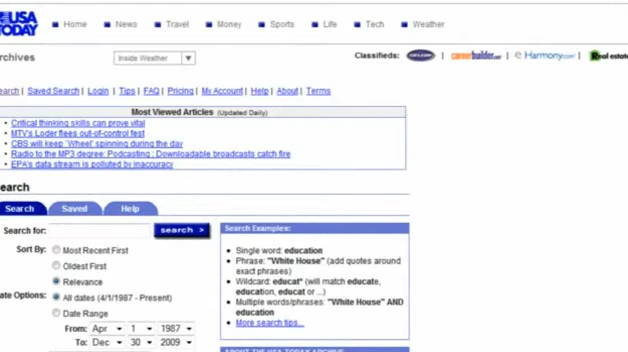 USA
TODAY
Home News Travel Money Sports Life Tech Weather
rchives
Inside Weather
Classifieds: cars.com | careerbuilder.com | eHarmony.com | Real estate
earch | Saved Search | Login | Tips | FAQ | Pricing | My Account | Help | About | Terms
Most Viewed Articles (Updated Daily)
Critical thinking skills can prove vital
MTV's Loder flees out-of-control fest
CBS will keep 'Wheel' spinning during the day
Radio to the MP3 degree: Podcasting ; Downloadable broadcasts catch fire
EPA's data stream is polluted by inaccuracy
earch
Search Saved Help
Search for: search >
Sort By: Most Recent First
Oldest First
Relevance
ate Options: All dates (4/1/1987 - Present)
Date Range
From: Apr 1 1987
To: Dec 30 2009
Search Examples:
Single word: education
Phrase: "White House" (add quotes around
exact phrases)
Wildcard: educat* (will match educate,
education, educat or ...)
Multiple words/phrases: "White House" AND
education
More search tips...
ABOUT THE USA TODAY ARCHIVE